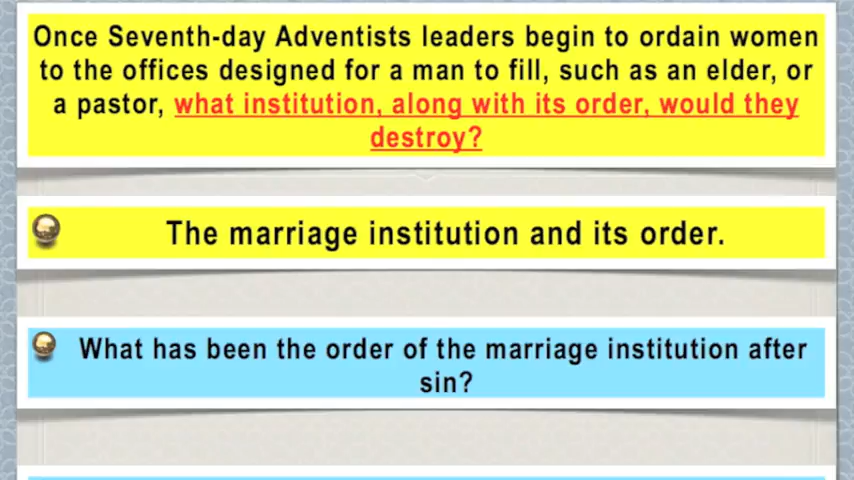 Once Seventh-day Adventists leaders begin to ordain women
to the offices designed for a man to fill, such as an elder, or
a pastor, what institution, along with its order, would they
destroy?
The marriage institution and its order.
What has been the order of the marriage institution after
sin?